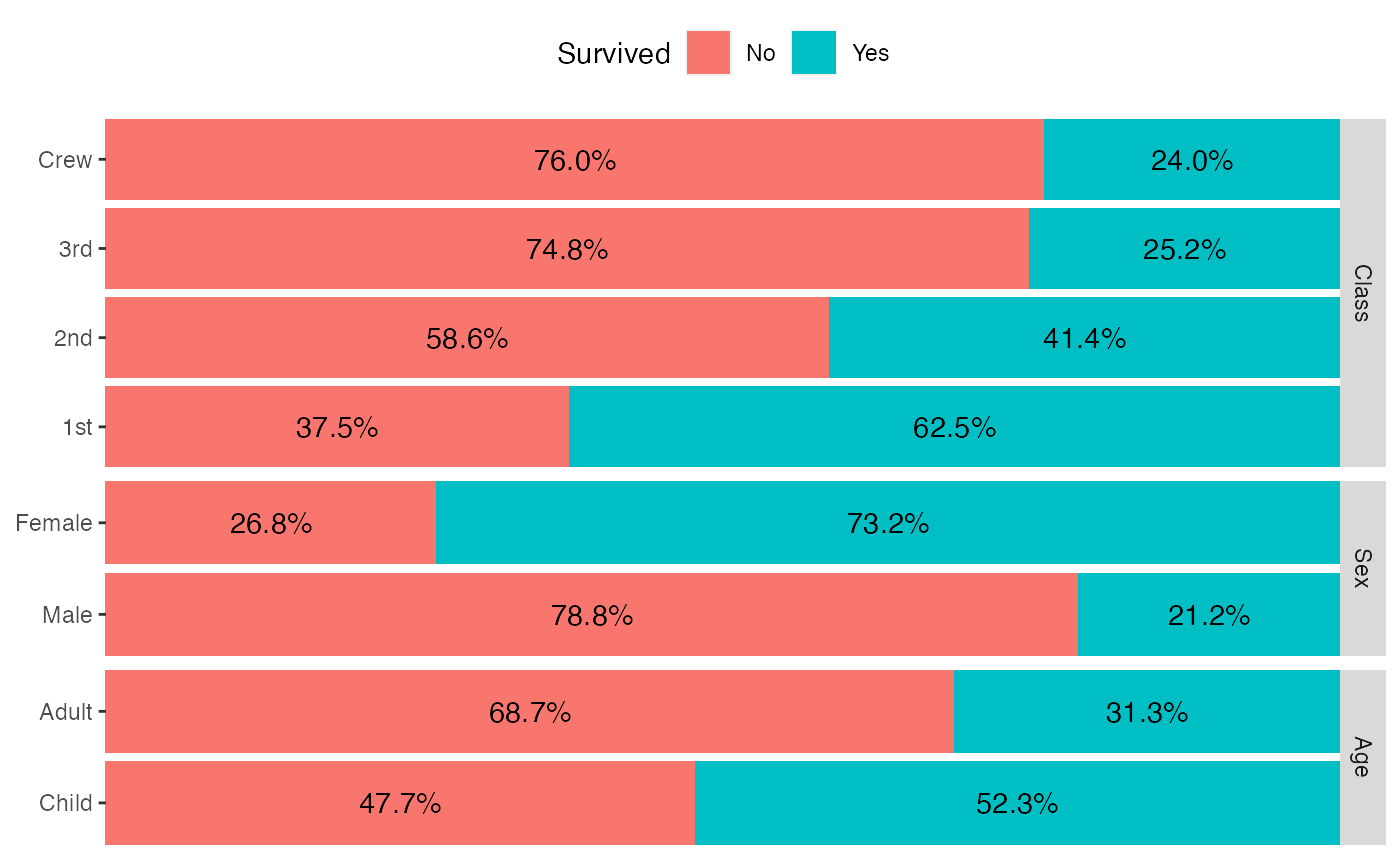 Survived No Yes
Crew 76.0% 24.0%
3rd 74.8% 25.2%
Class
2nd 58.6% 41.4%
1st 37.5% 62.5%
Female 26.8% 73.2%
Sex
Male 78.8% 21.2%
Adult 68.7% 31.3%
Age
Child 47.7% 52.3%